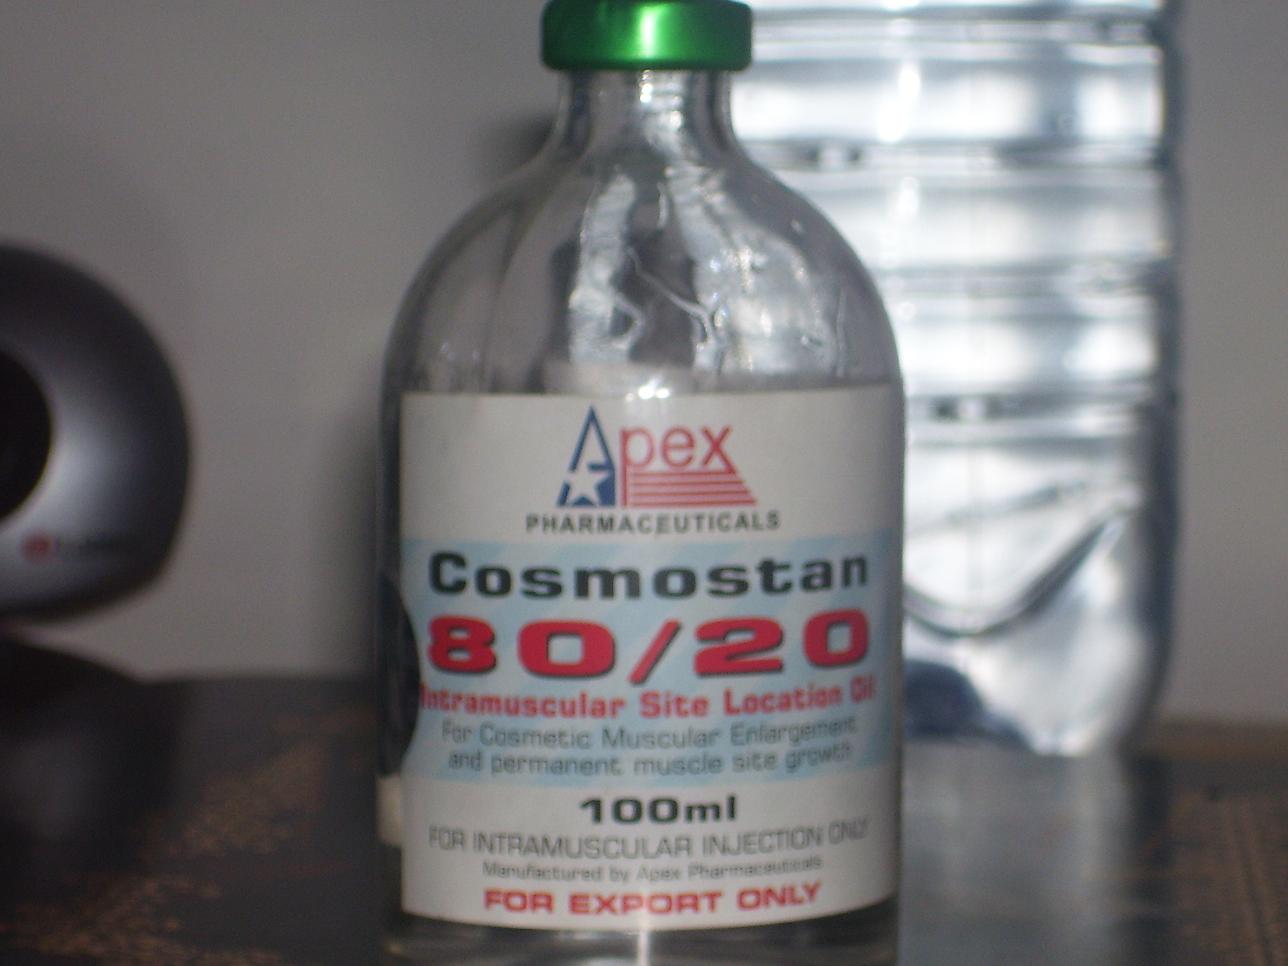 Apex
PHARMACEUTICALS
Cosmostan
80/20
Intramuscular Site Location Oil
For Cosmetic Muscular Enlargement
and permanent muscle site growth
100ml
FOR INTRAMUSCULAR INJECTION ONLY
Manufactured by Apex Pharmaceuticals
FOR EXPORT ONLY